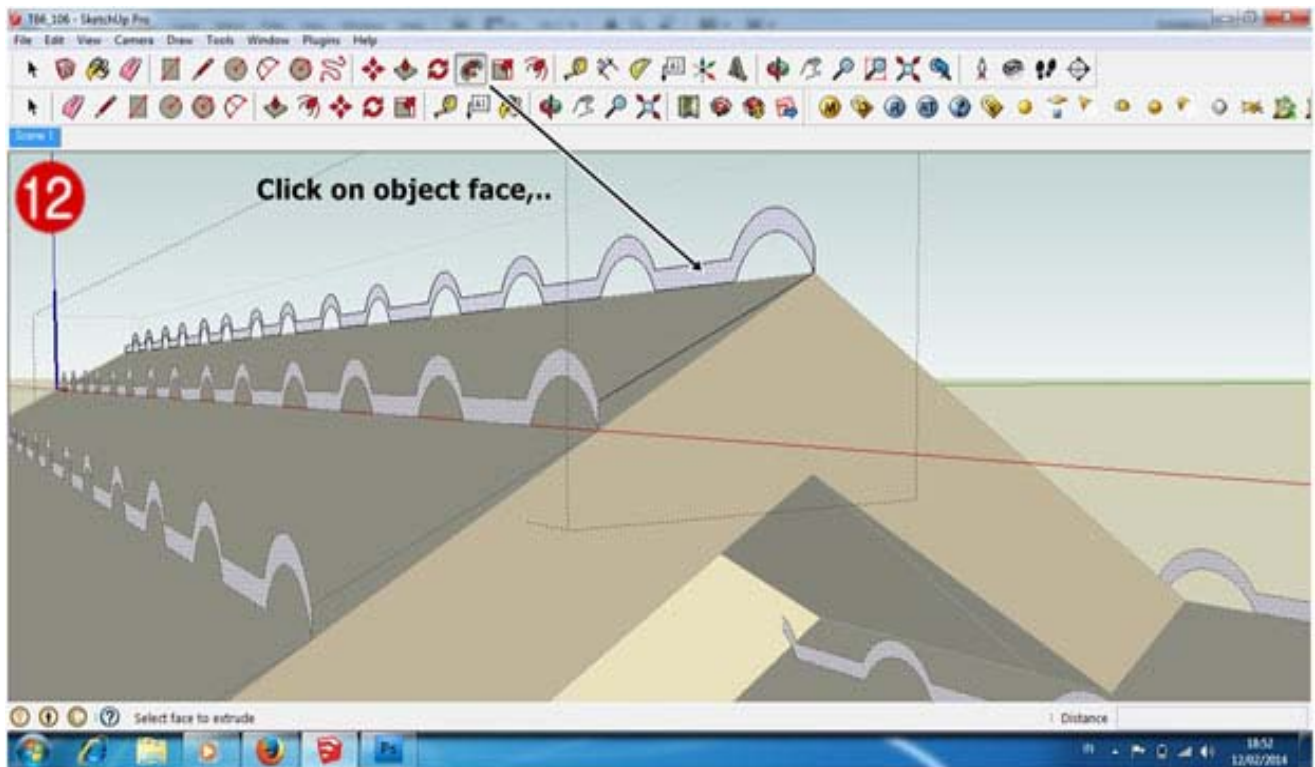 TB6_106 - SketchUp Pro
File Edit View Camera Draw Tools Window Plugins Help
Scene 1
12
Click on object face,..
Select face to extrude
Distance
Ps
18:52
12/02/2014